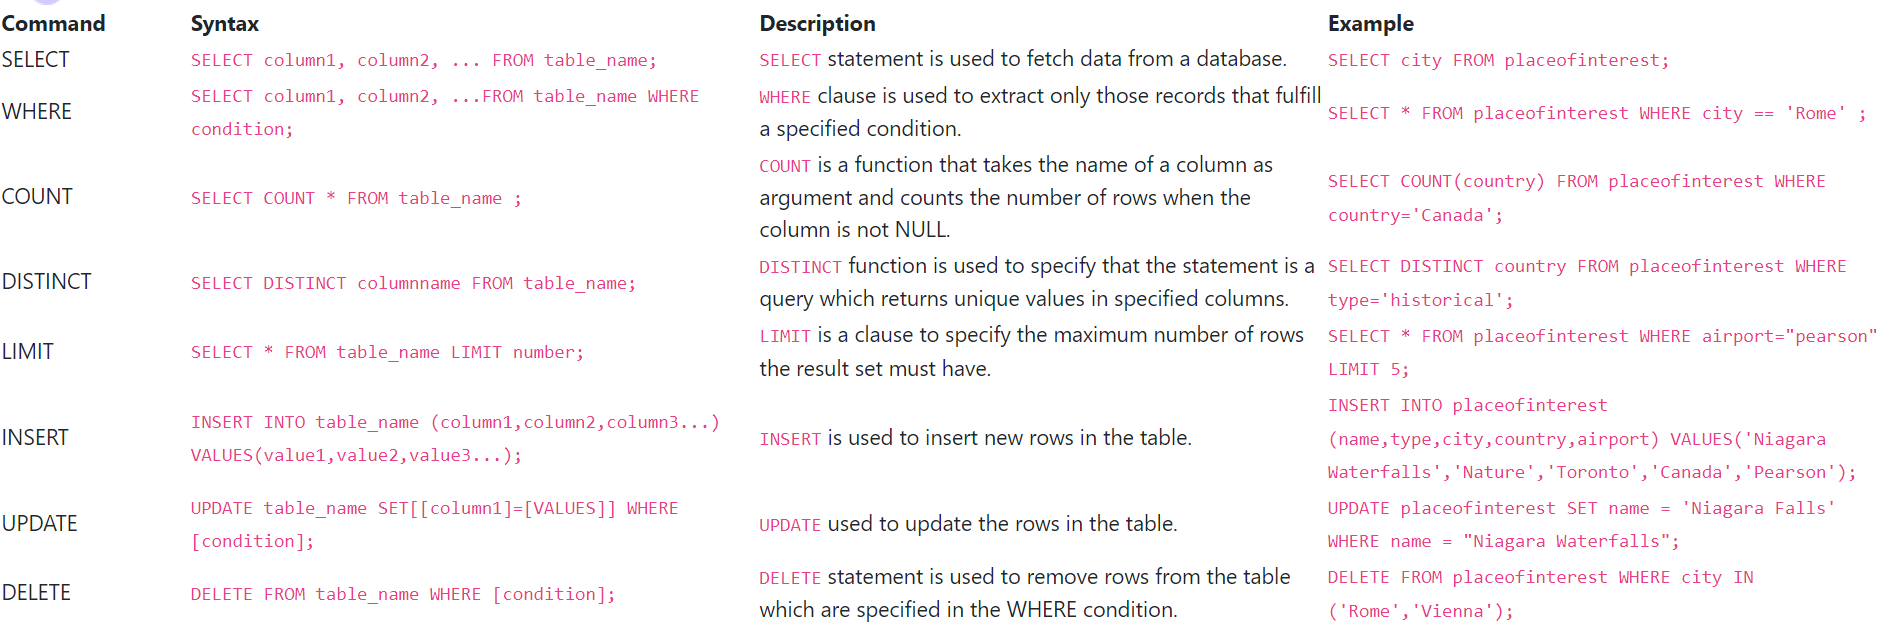 Command Syntax Description Example
SELECT SELECT column1, column2, ... FROM table_name; SELECT statement is used to fetch data from a database. SELECT city FROM placeofinterest;
WHERE
SELECT column1, column2, ...FROM table_name WHERE
condition;
WHERE clause is used to extract only those records that fulfill
a specified condition.
SELECT * FROM placeofinterest WHERE city == 'Rome' ;
COUNT
SELECT COUNT * FROM table_name ;
COUNT is a function that takes the name of a column as
argument and counts the number of rows when the
column is not NULL.
SELECT COUNT(country) FROM placeofinterest WHERE
country='Canada';
DISTINCT
SELECT DISTINCT columnname FROM table_name;
DISTINCT function is used to specify that the statement is a
query which returns unique values in specified columns.
SELECT DISTINCT country FROM placeofinterest WHERE
type='historical';
LIMIT
SELECT * FROM table_name LIMIT number;
LIMIT is a clause to specify the maximum number of rows
the result set must have.
SELECT * FROM placeofinterest WHERE airport="pearson"
LIMIT 5;
INSERT
INSERT INTO table_name (column1,column2,column3...)
VALUES(value1,value2,value3...);
INSERT is used to insert new rows in the table.
INSERT INTO placeofinterest
(name,type,city,country,airport) VALUES('Niagara
Waterfalls','Nature','Toronto','Canada','Pearson');
UPDATE
UPDATE table_name SET[[column1]=[VALUES]] WHERE
[condition];
UPDATE used to update the rows in the table.
UPDATE placeofinterest SET name = 'Niagara Falls'
WHERE name = "Niagara Waterfalls";
DELETE
DELETE FROM table_name WHERE [condition];
DELETE statement is used to remove rows from the table
which are specified in the WHERE condition.
DELETE FROM placeofinterest WHERE city IN
('Rome','Vienna');